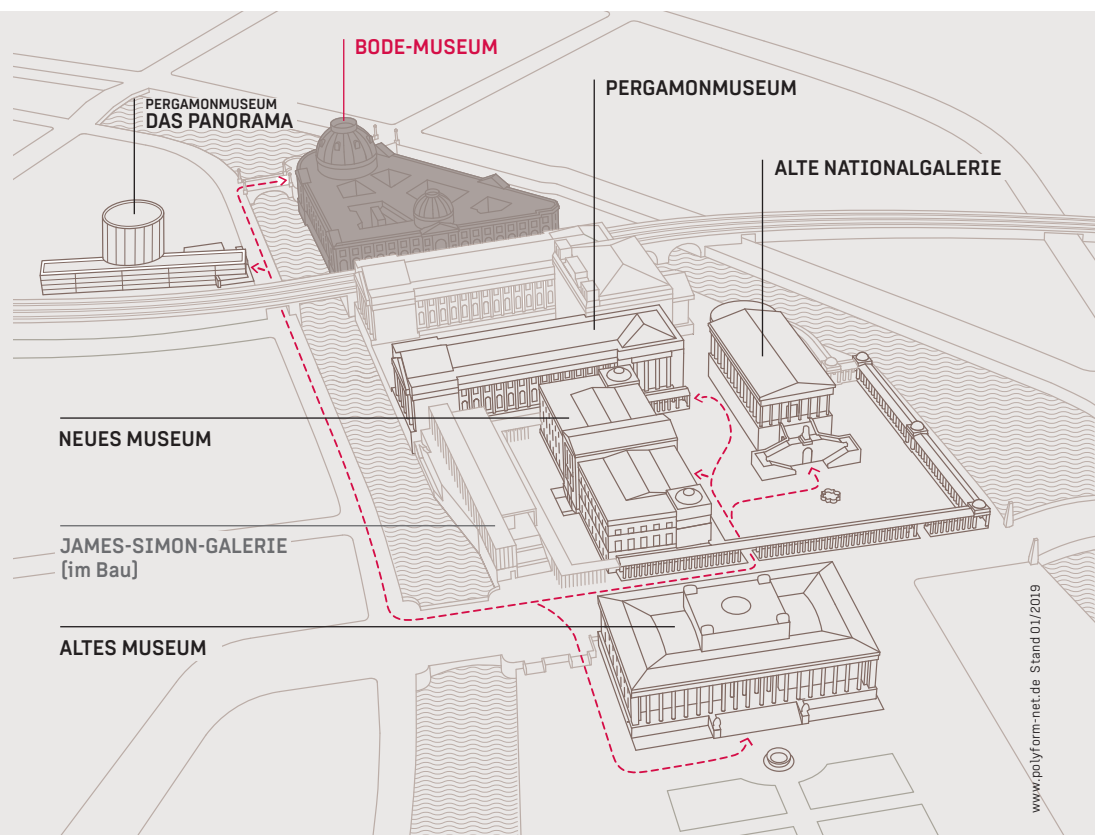 BODE-MUSEUM
PERGAMONMUSEUM
PERGAMONMUSEUM
DAS PANORAMA
ALTE NATIONALGALERIE
NEUES MUSEUM
JAMES-SIMON-GALERIE
(im Bau)
ALTES MUSEUM
www.polyform-net.de Stand 01/2019